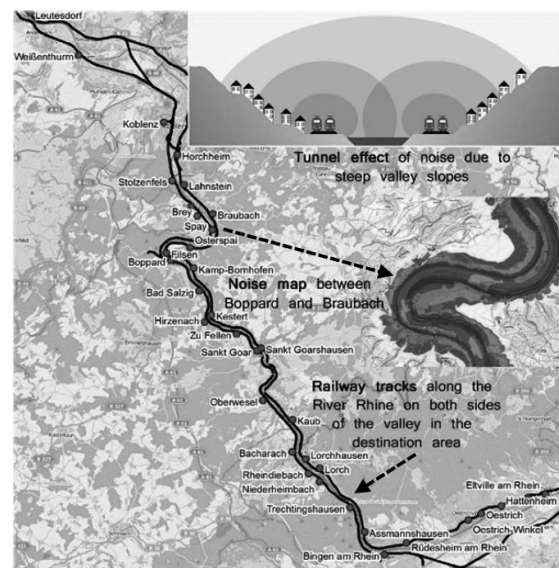 Leutesdorf
Weißenthurm
Koblenz
Horchheim
Stolzenfels
Lahnstein
Tunnel effect of noise due to
steep valley slopes
Brey
Braubach
Spay
Osterspai
Filsen
Boppard
Kamp-Bornhofen
Bad Salzig
Noise map between
Boppard and Braubach
Hirzenach
Kestert
Zu Fellen
Sankt Goar
Sankt Goarshausen
Railway tracks along the
River Rhine on both sides
of the valley in the
destination area
Oberwesel
Kaub
Bacharach
Lorchhausen
Rheindiebach
Lorch
Niederheimbach
Trechtingshausen
Eltville am Rhein
Hattenheim
Oestrich
Oestrich-Winkel
Assmannshausen
Rüdesheim am Rhein
Bingen am Rhein